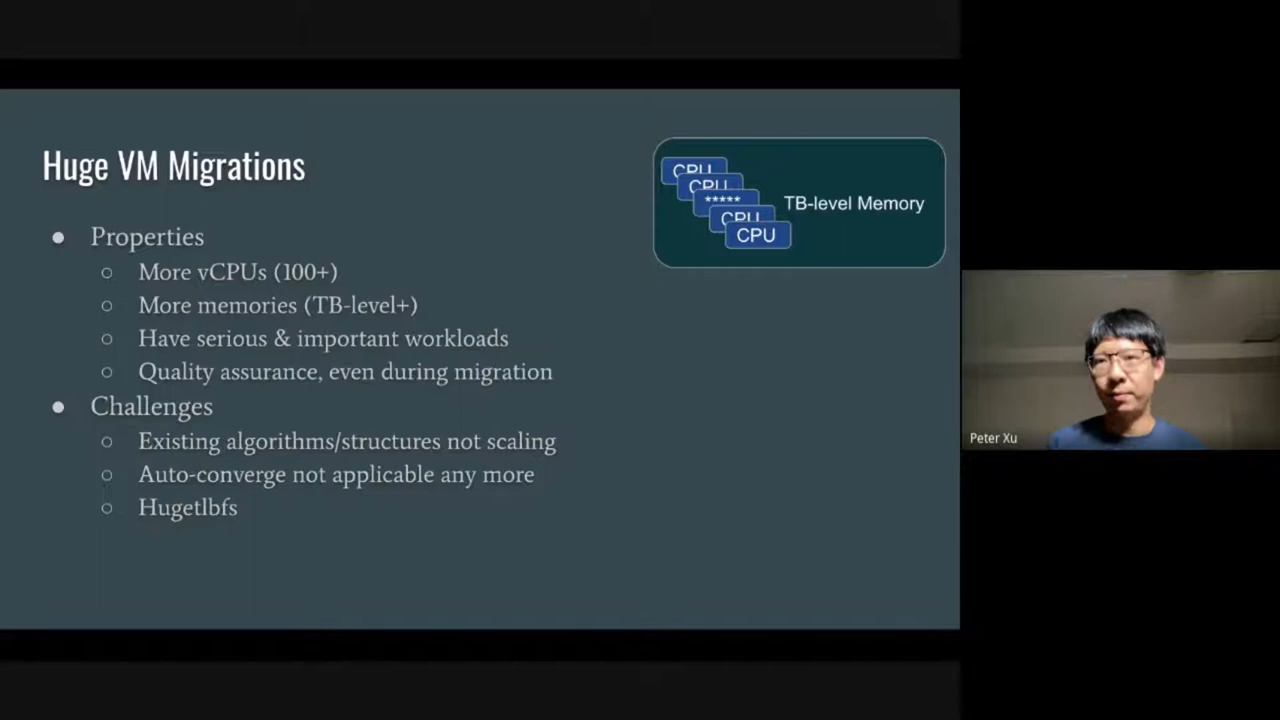 Huge VM Migrations
Properties
More vCPUs (100+)
More memories (TB-level+)
Have serious & important workloads
Quality assurance, even during migration
Challenges
Existing algorithms/structures not scaling
Auto-converge not applicable any more
Hugetlbfs
CPU
CPU
*****
CPU
CPU
TB-level Memory
Peter Xu